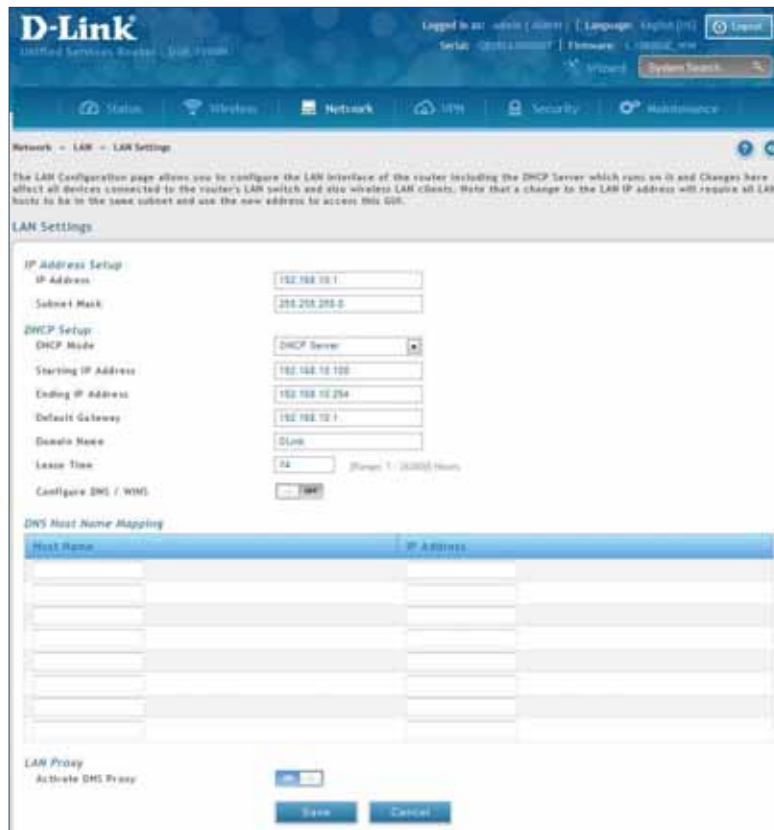 D-Link
Logged in as: admin ( ADMIN ) | Language: English [US]
Logout
Unified Services Router
Serial: | Firmware:
Wizard
System Search...
Status
Wireless
Network
VPN
Security
Maintenance
Network » LAN » LAN Settings
The LAN Configuration page allows you to configure the LAN interface of the router including the DHCP Server which runs on it and Changes here
affect all devices connected to the router's LAN switch and also wireless LAN clients. Note that a change to the LAN IP address will require all LAN
hosts to be in the same subnet and use the new address to access this GUI.
LAN Settings
IP Address Setup
IP Address 192.168.10.1
Subnet Mask 255.255.255.0
DHCP Setup
DHCP Mode DHCP Server
Starting IP Address 192.168.10.100
Ending IP Address 192.168.10.254
Default Gateway 192.168.10.1
Domain Name DLink
Lease Time [Range: 1 - Hours
Configure DNS / WINS OFF
DNS Host Name Mapping
Host Name IP Address
LAN Proxy
Activate DNS Proxy ON
Save Cancel